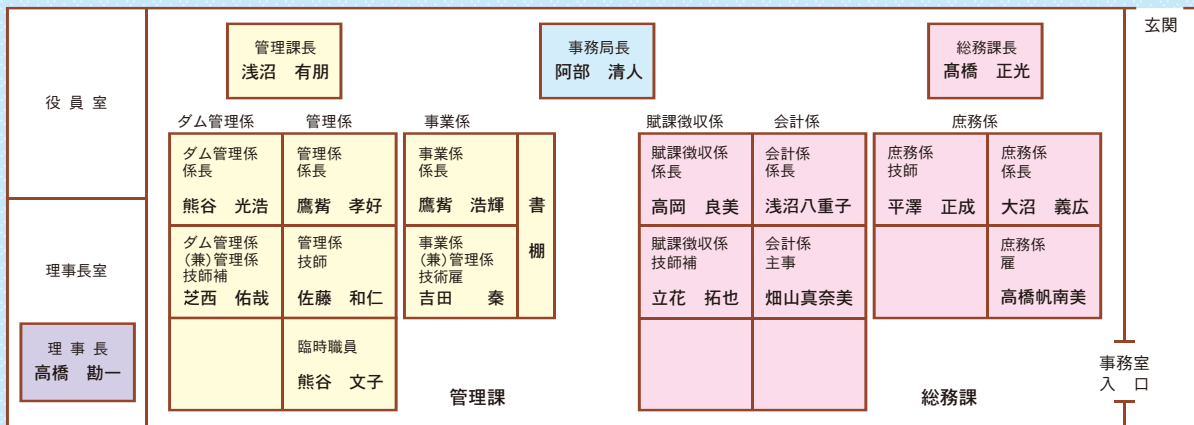 玄関
役 員 室
管理課長
浅沼　有朋
事務局長
阿部　清人
総務課長
髙橋　正光
ダム管理係
管理係
事業係
賦課徴収係
会計係
庶務係
ダム管理係
係長
熊谷　光浩
管理係
係長
鷹觜　孝好
事業係
係長
鷹觜　浩輝
書棚
賦課徴収係
係長
高岡　良美
会計係
係長
浅沼八重子
庶務係
技師
平澤　正成
庶務係
係長
大沼　義広
理事長室
ダム管理係
(兼)管理係
技師補
芝西　佑哉
管理係
技師
佐藤　和仁
事業係
(兼)管理係
技術雇
吉田　秦
賦課徴収係
技師補
立花　拓也
会計係
主事
畑山真奈美
庶務係
雇
高橋帆南美
理 事 長
高橋　勘一
臨時職員
熊谷　文子
管理課
総務課
事務室
入　口